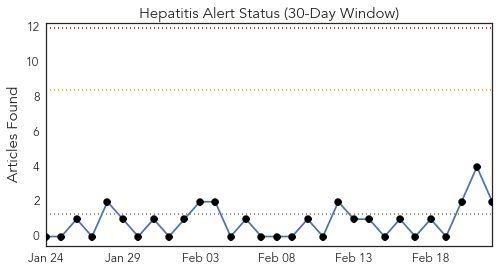 Hepatitis Alert Status (30-Day Window)
Articles Found
12
10
8
6
4
2
0
Jan 24 Jan 29 Feb 03 Feb 08 Feb 13 Feb 18